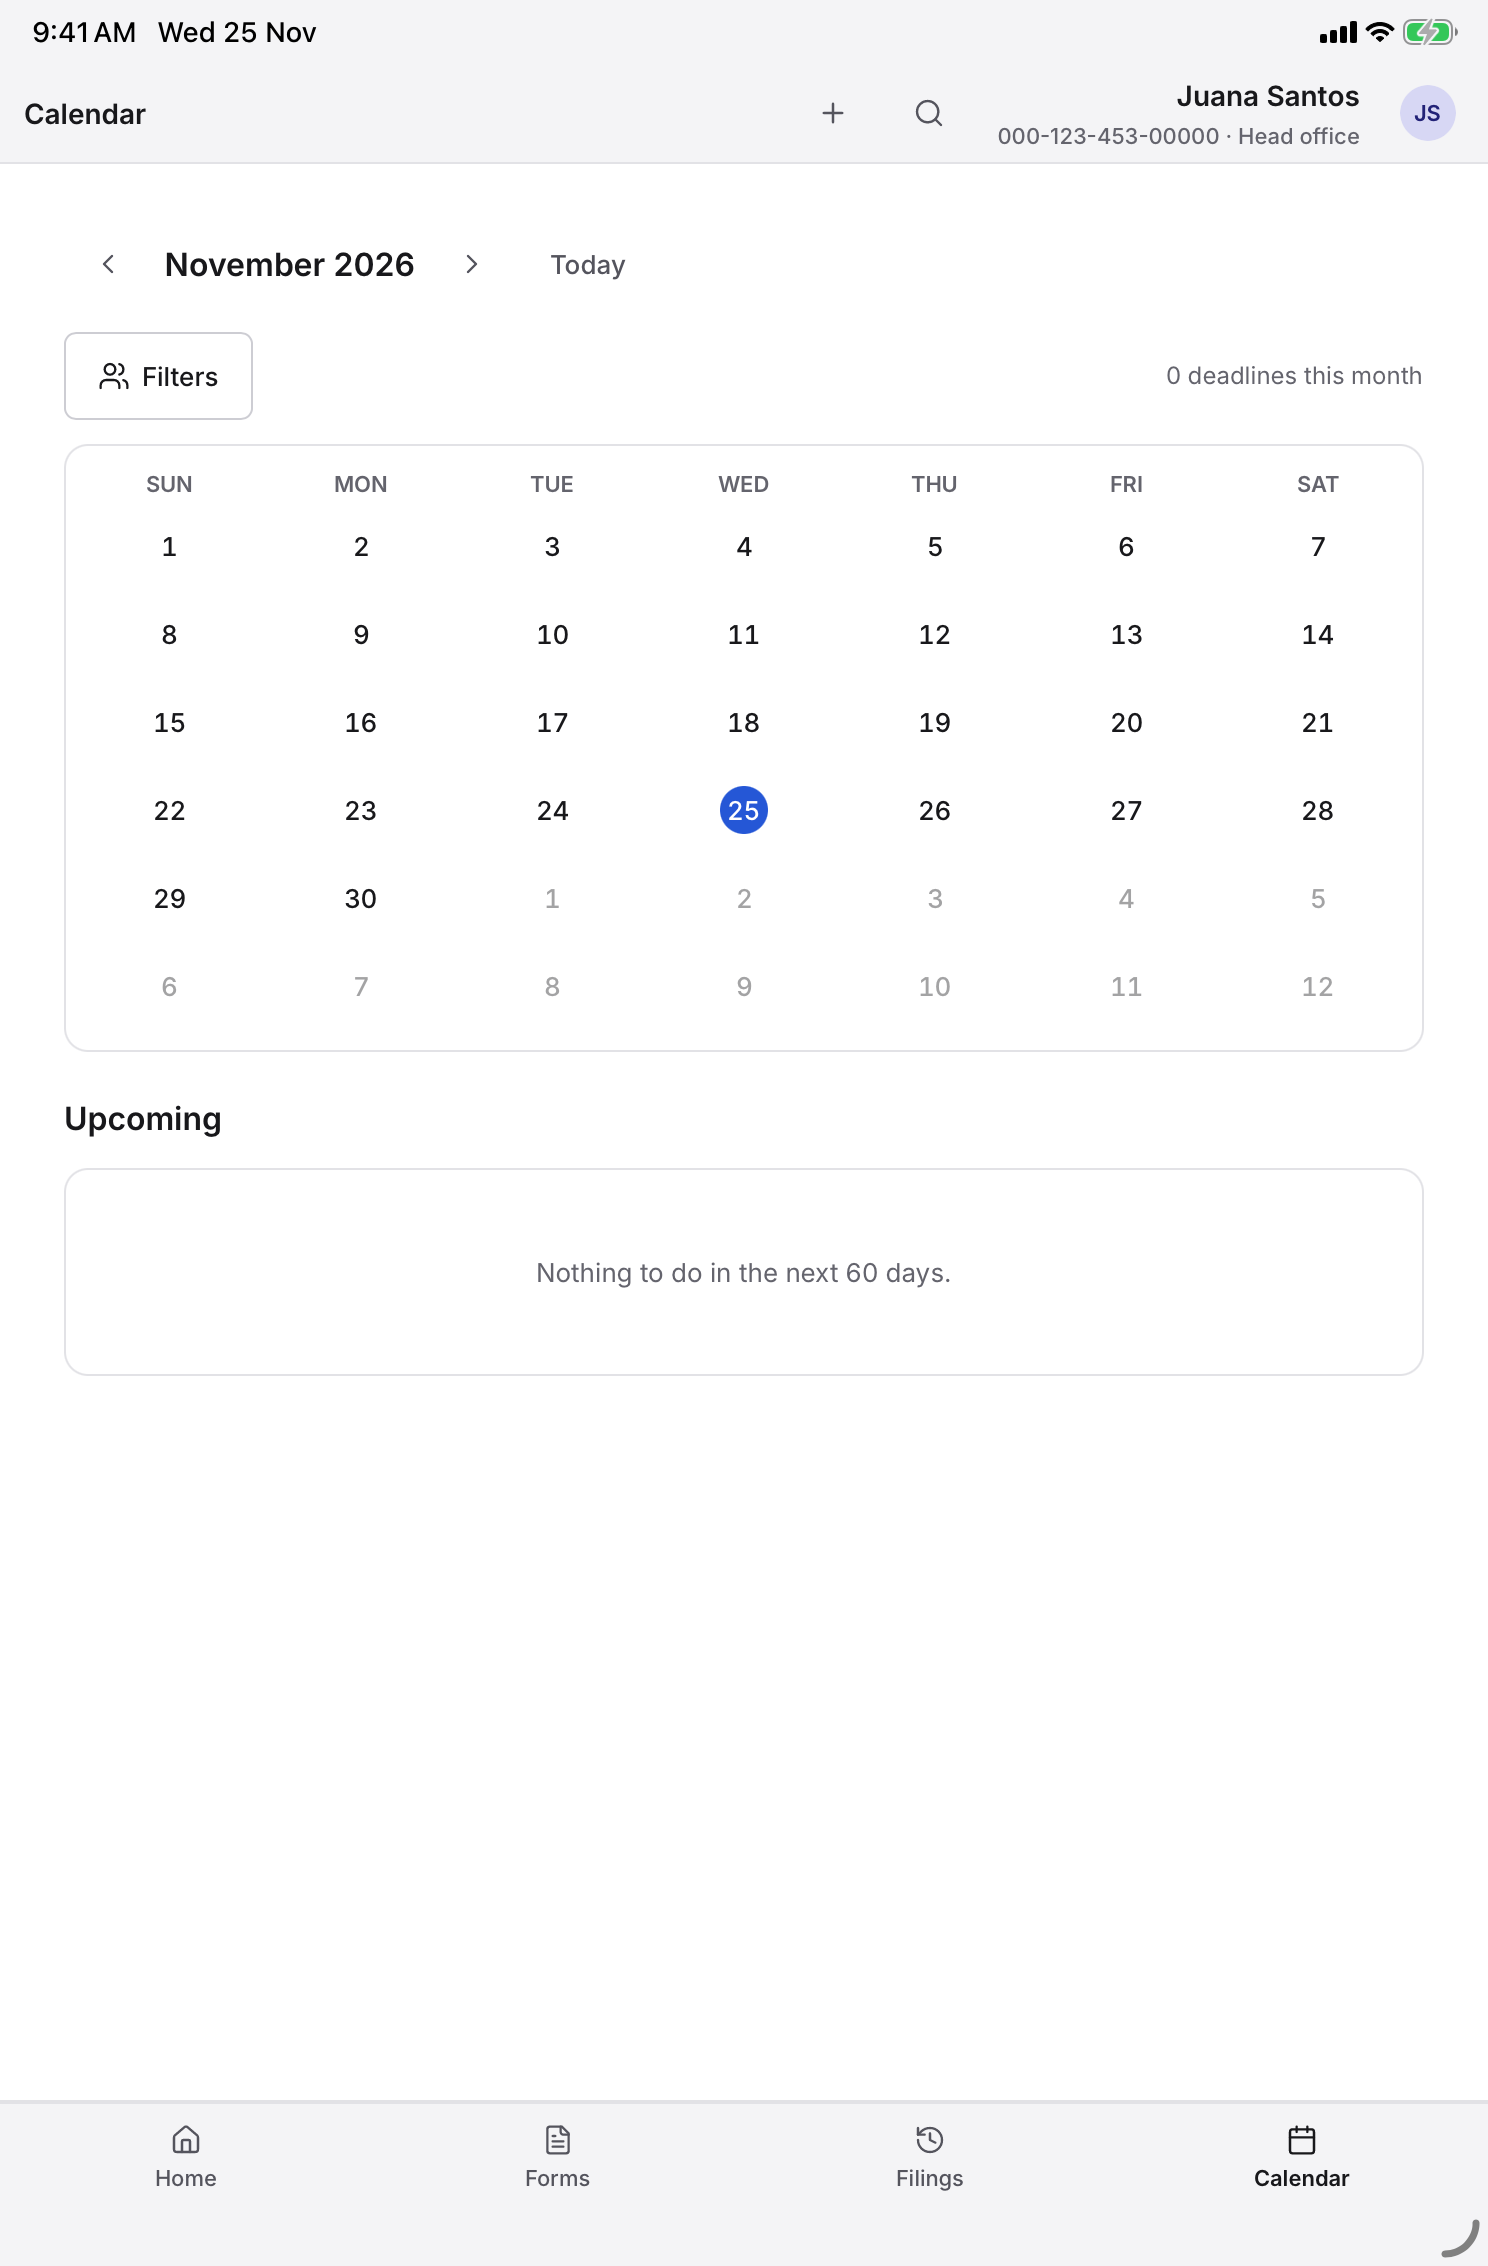 9:41 AM Wed 25 Nov
Calendar
Juana Santos
000-123-453-00000 · Head office
JS
November 2026
Today
Filters
0 deadlines this month
SUN MON TUE WED THU FRI SAT
1 2 3 4 5 6 7
8 9 10 11 12 13 14
15 16 17 18 19 20 21
22 23 24 25 26 27 28
29 30 1 2 3 4 5
6 7 8 9 10 11 12
Upcoming
Nothing to do in the next 60 days.
Home Forms Filings Calendar